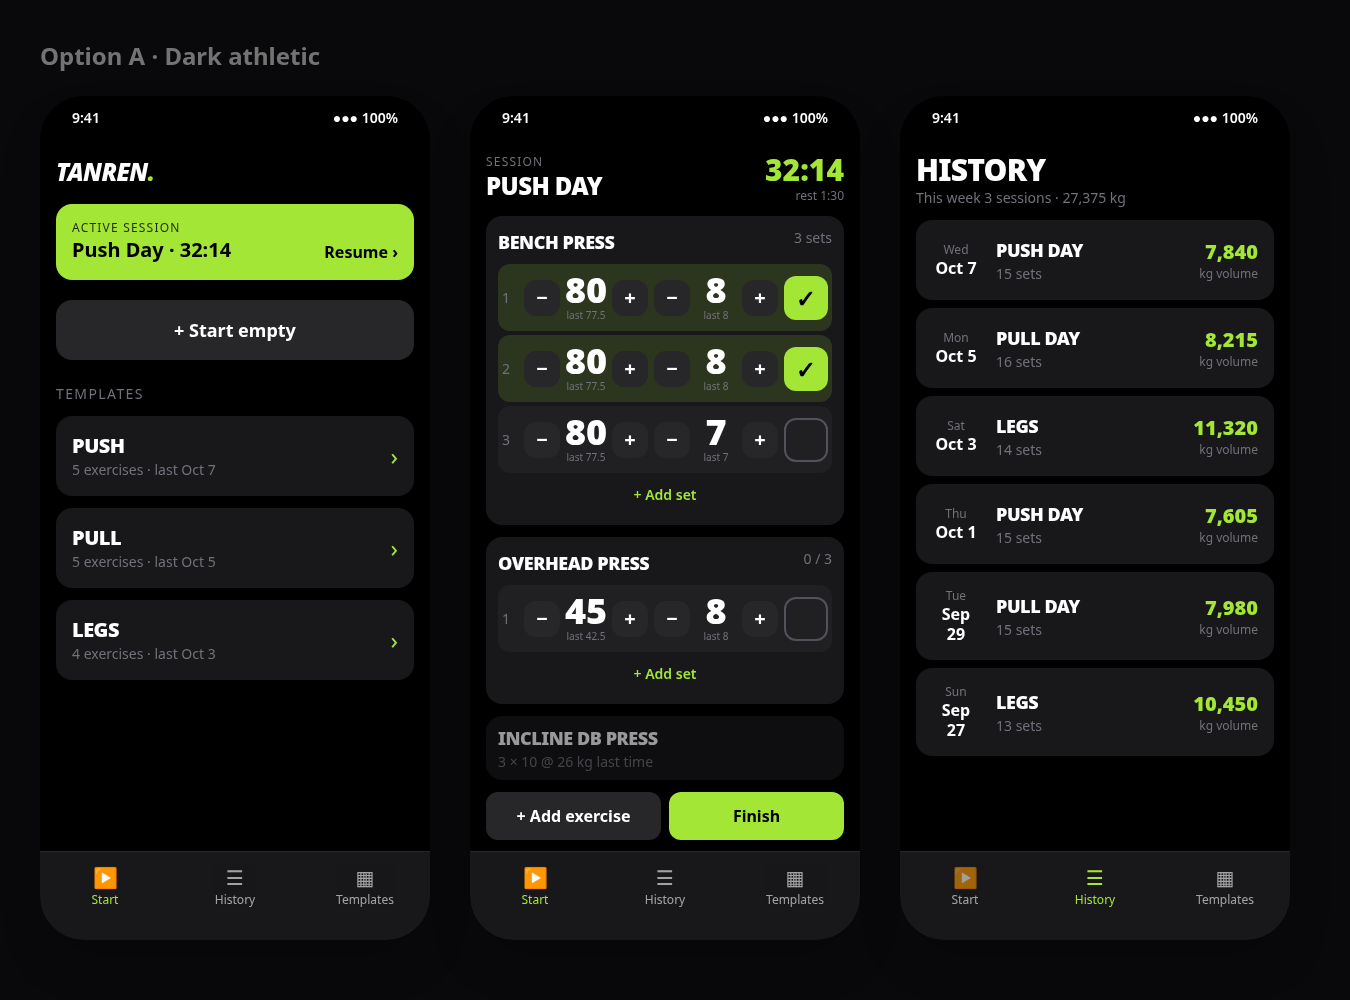 Option A · Dark athletic
9:41
●●● 100%
TANREN.
ACTIVE SESSION
Push Day · 32:14
Resume ›
+ Start empty
TEMPLATES
PUSH
5 exercises · last Oct 7
›
PULL
5 exercises · last Oct 5
›
LEGS
4 exercises · last Oct 3
›
Start
History
Templates
9:41
●●● 100%
SESSION
PUSH DAY
32:14
rest 1:30
BENCH PRESS
3 sets
1 − 80 + − 8 + ✓
last 77.5 last 8
2 − 80 + − 8 + ✓
last 77.5 last 8
3 − 80 + − 7 +
last 77.5 last 7
+ Add set
OVERHEAD PRESS
0 / 3
1 − 45 + − 8 +
last 42.5 last 8
+ Add set
INCLINE DB PRESS
3 × 10 @ 26 kg last time
+ Add exercise
Finish
Start
History
Templates
9:41
●●● 100%
HISTORY
This week 3 sessions · 27,375 kg
Wed
Oct 7
PUSH DAY
15 sets
7,840
kg volume
Mon
Oct 5
PULL DAY
16 sets
8,215
kg volume
Sat
Oct 3
LEGS
14 sets
11,320
kg volume
Thu
Oct 1
PUSH DAY
15 sets
7,605
kg volume
Tue
Sep
29
PULL DAY
15 sets
7,980
kg volume
Sun
Sep
27
LEGS
13 sets
10,450
kg volume
Start
History
Templates